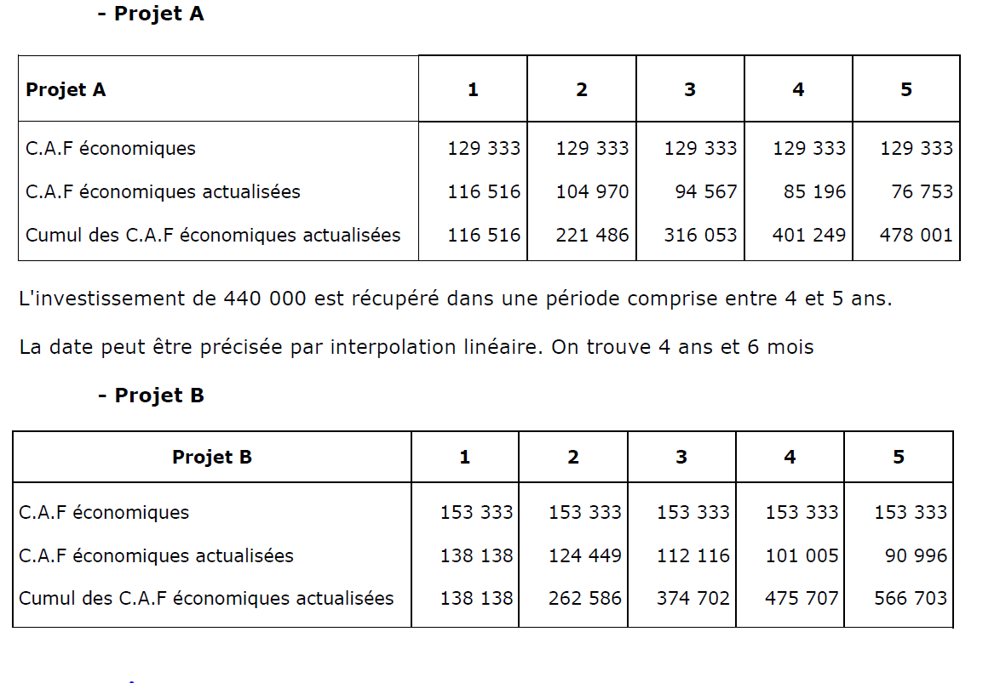 - Projet A
Projet A 1 2 3 4 5
C.A.F économiques 129 333 129 333 129 333 129 333 129 333
C.A.F économiques actualisées 116 516 104 970 94 567 85 196 76 753
Cumul des C.A.F économiques actualisées 116 516 221 486 316 053 401 249 478 001
L'investissement de 440 000 est récupéré dans une période comprise entre 4 et 5 ans.
La date peut être précisée par interpolation linéaire. On trouve 4 ans et 6 mois
- Projet B
Projet B 1 2 3 4 5
C.A.F économiques 153 333 153 333 153 333 153 333 153 333
C.A.F économiques actualisées 138 138 124 449 112 116 101 005 90 996
Cumul des C.A.F économiques actualisées 138 138 262 586 374 702 475 707 566 703